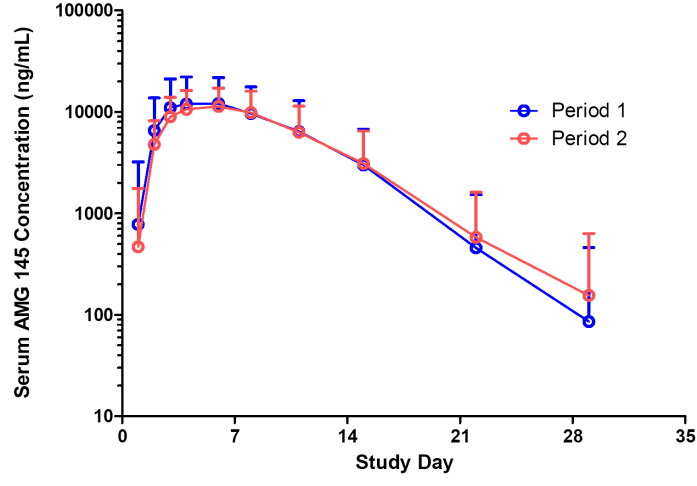 Serum AMG 145 Concentration (ng/mL)
100000
10000
1000
100
10
Period 1
Period 2
0 7 14 21 28 35
Study Day